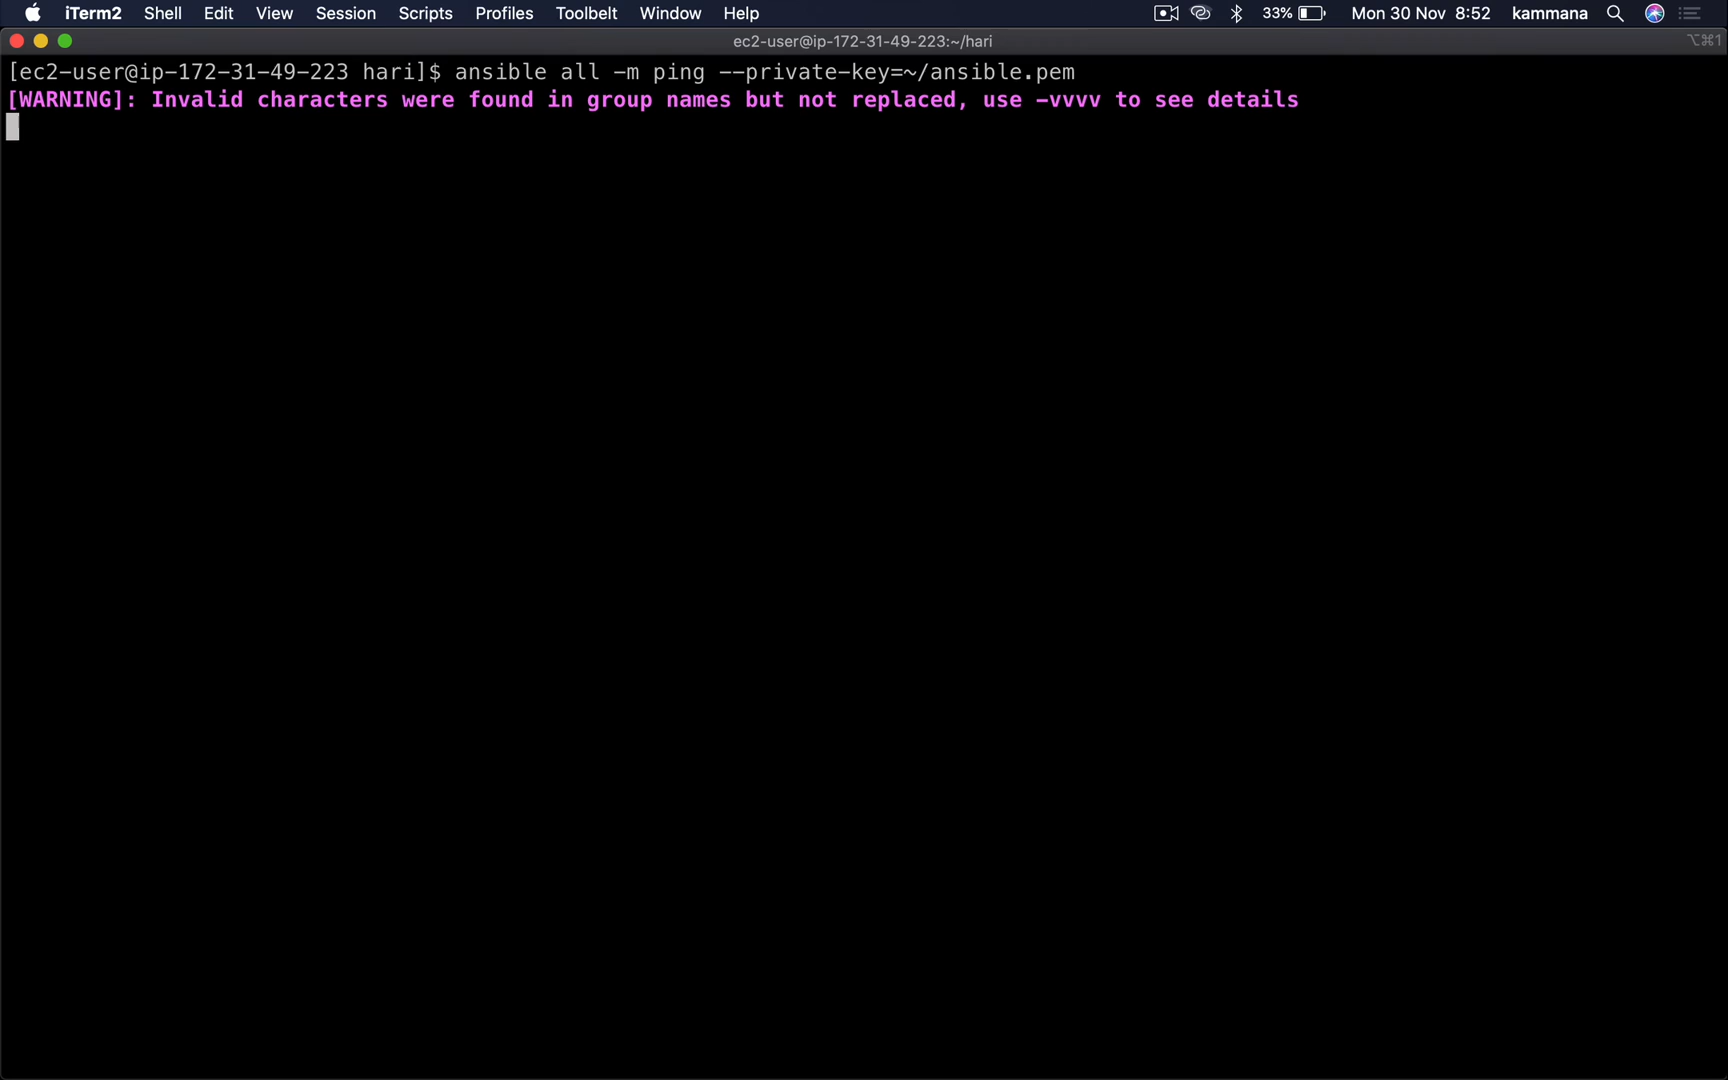 iTerm2 Shell Edit View Session Scripts Profiles Toolbelt Window Help 33% Mon 30 Nov 8:52 kammana
ec2-user@ip-172-31-49-223:~/hari ⌥⌘1
[ec2-user@ip-172-31-49-223 hari]$ ansible all -m ping --private-key=~/ansible.pem
[WARNING]: Invalid characters were found in group names but not replaced, use -vvvv to see details